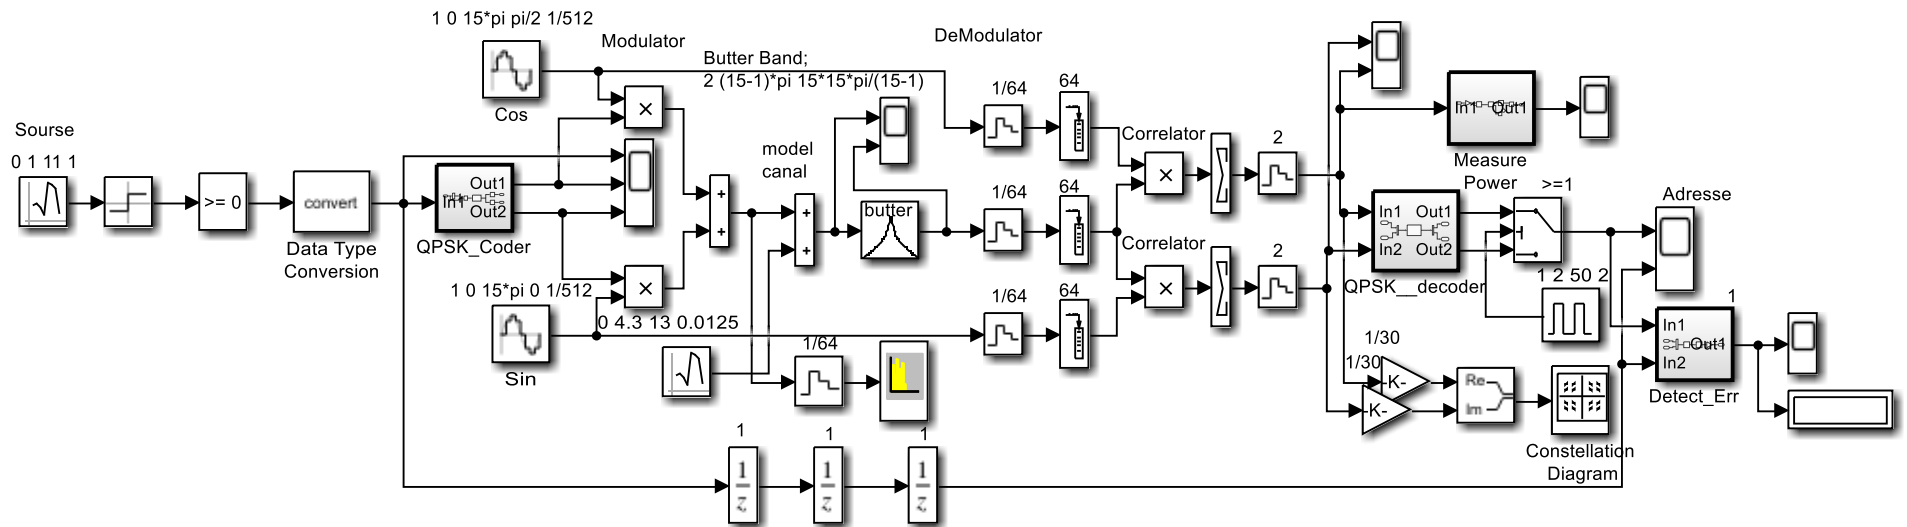 1 0 15*pi pi/2 1/512
Cos
Modulator
Butter Band;
2 (15-1)*pi 15*15*pi/(15-1)
DeModulator
Sourse
0 1 11 1
>= 0
convert
Data Type
Conversion
In1
Out1
Out2
QPSK_Coder
×
×
1 0 15*pi 0 1/512
Sin
0 4.3 13 0.0125
+
+
model
canal
+
+
butter
1/64
1/64
64
1/64
64
1/64
64
Correlator
×
Correlator
×
2
2
In1
Out1
Measure
Power
In1
In2
Out1
Out2
QPSK__decoder
>=1
1 2 50 2
Adresse
1
In1
In2
Out1
Detect_Err
1/30
1/30
-K-
-K-
Re
Im
Constellation
Diagram
1
1
z
1
1
z
1
1
z